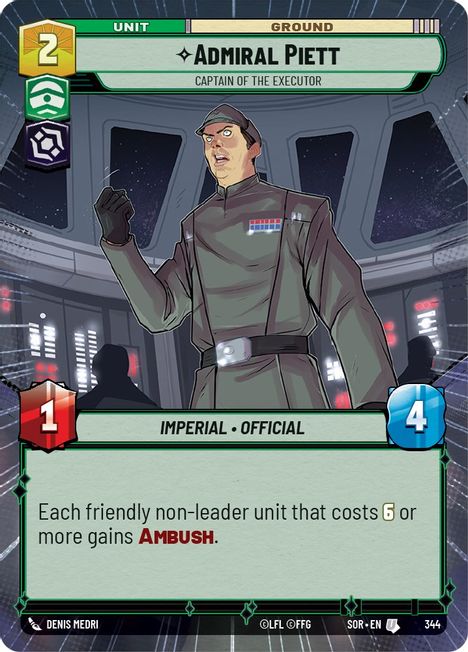 UNIT GROUND
2 ADMIRAL PIETT
CAPTAIN OF THE EXECUTOR
1 4
IMPERIAL • OFFICIAL
Each friendly non-leader unit that costs 6 or
more gains AMBUSH.
DENIS MEDRI ©LFL ©FFG SOR • EN 344